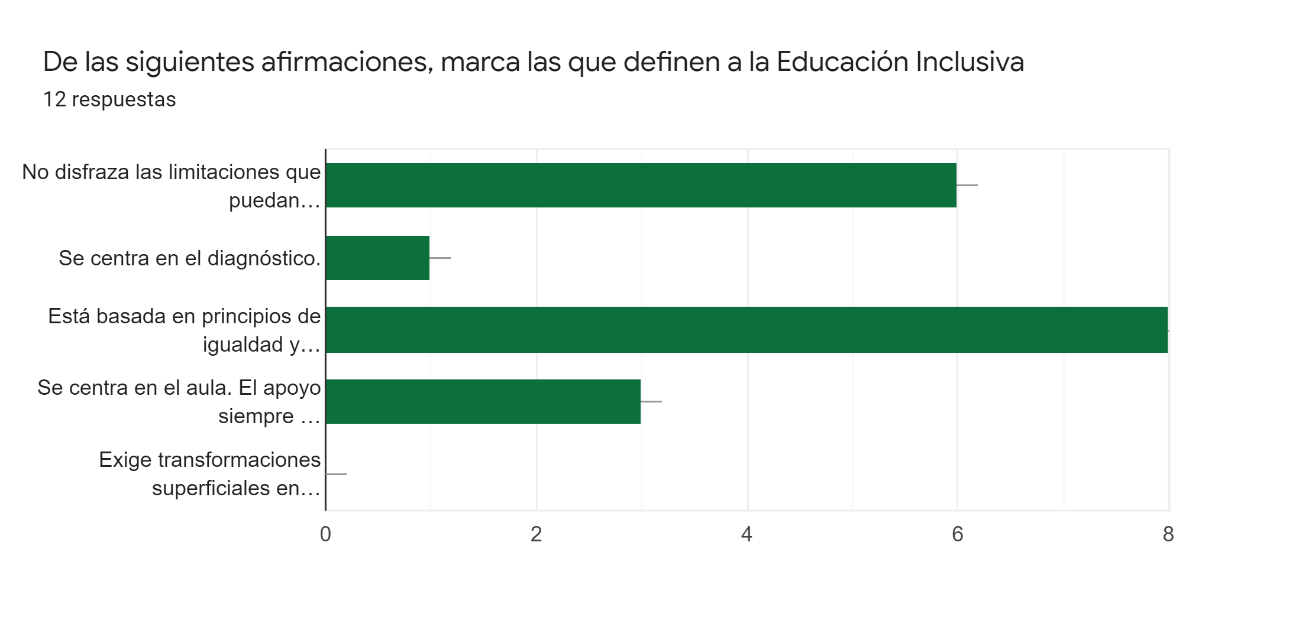 De las siguientes afirmaciones, marca las que definen a la Educación Inclusiva
12 respuestas
No disfraza las limitaciones que
puedan…
Se centra en el diagnóstico.
Está basada en principios de
igualdad y…
Se centra en el aula. El apoyo
siempre …
Exige transformaciones
superficiales en…
0 2 4 6 8